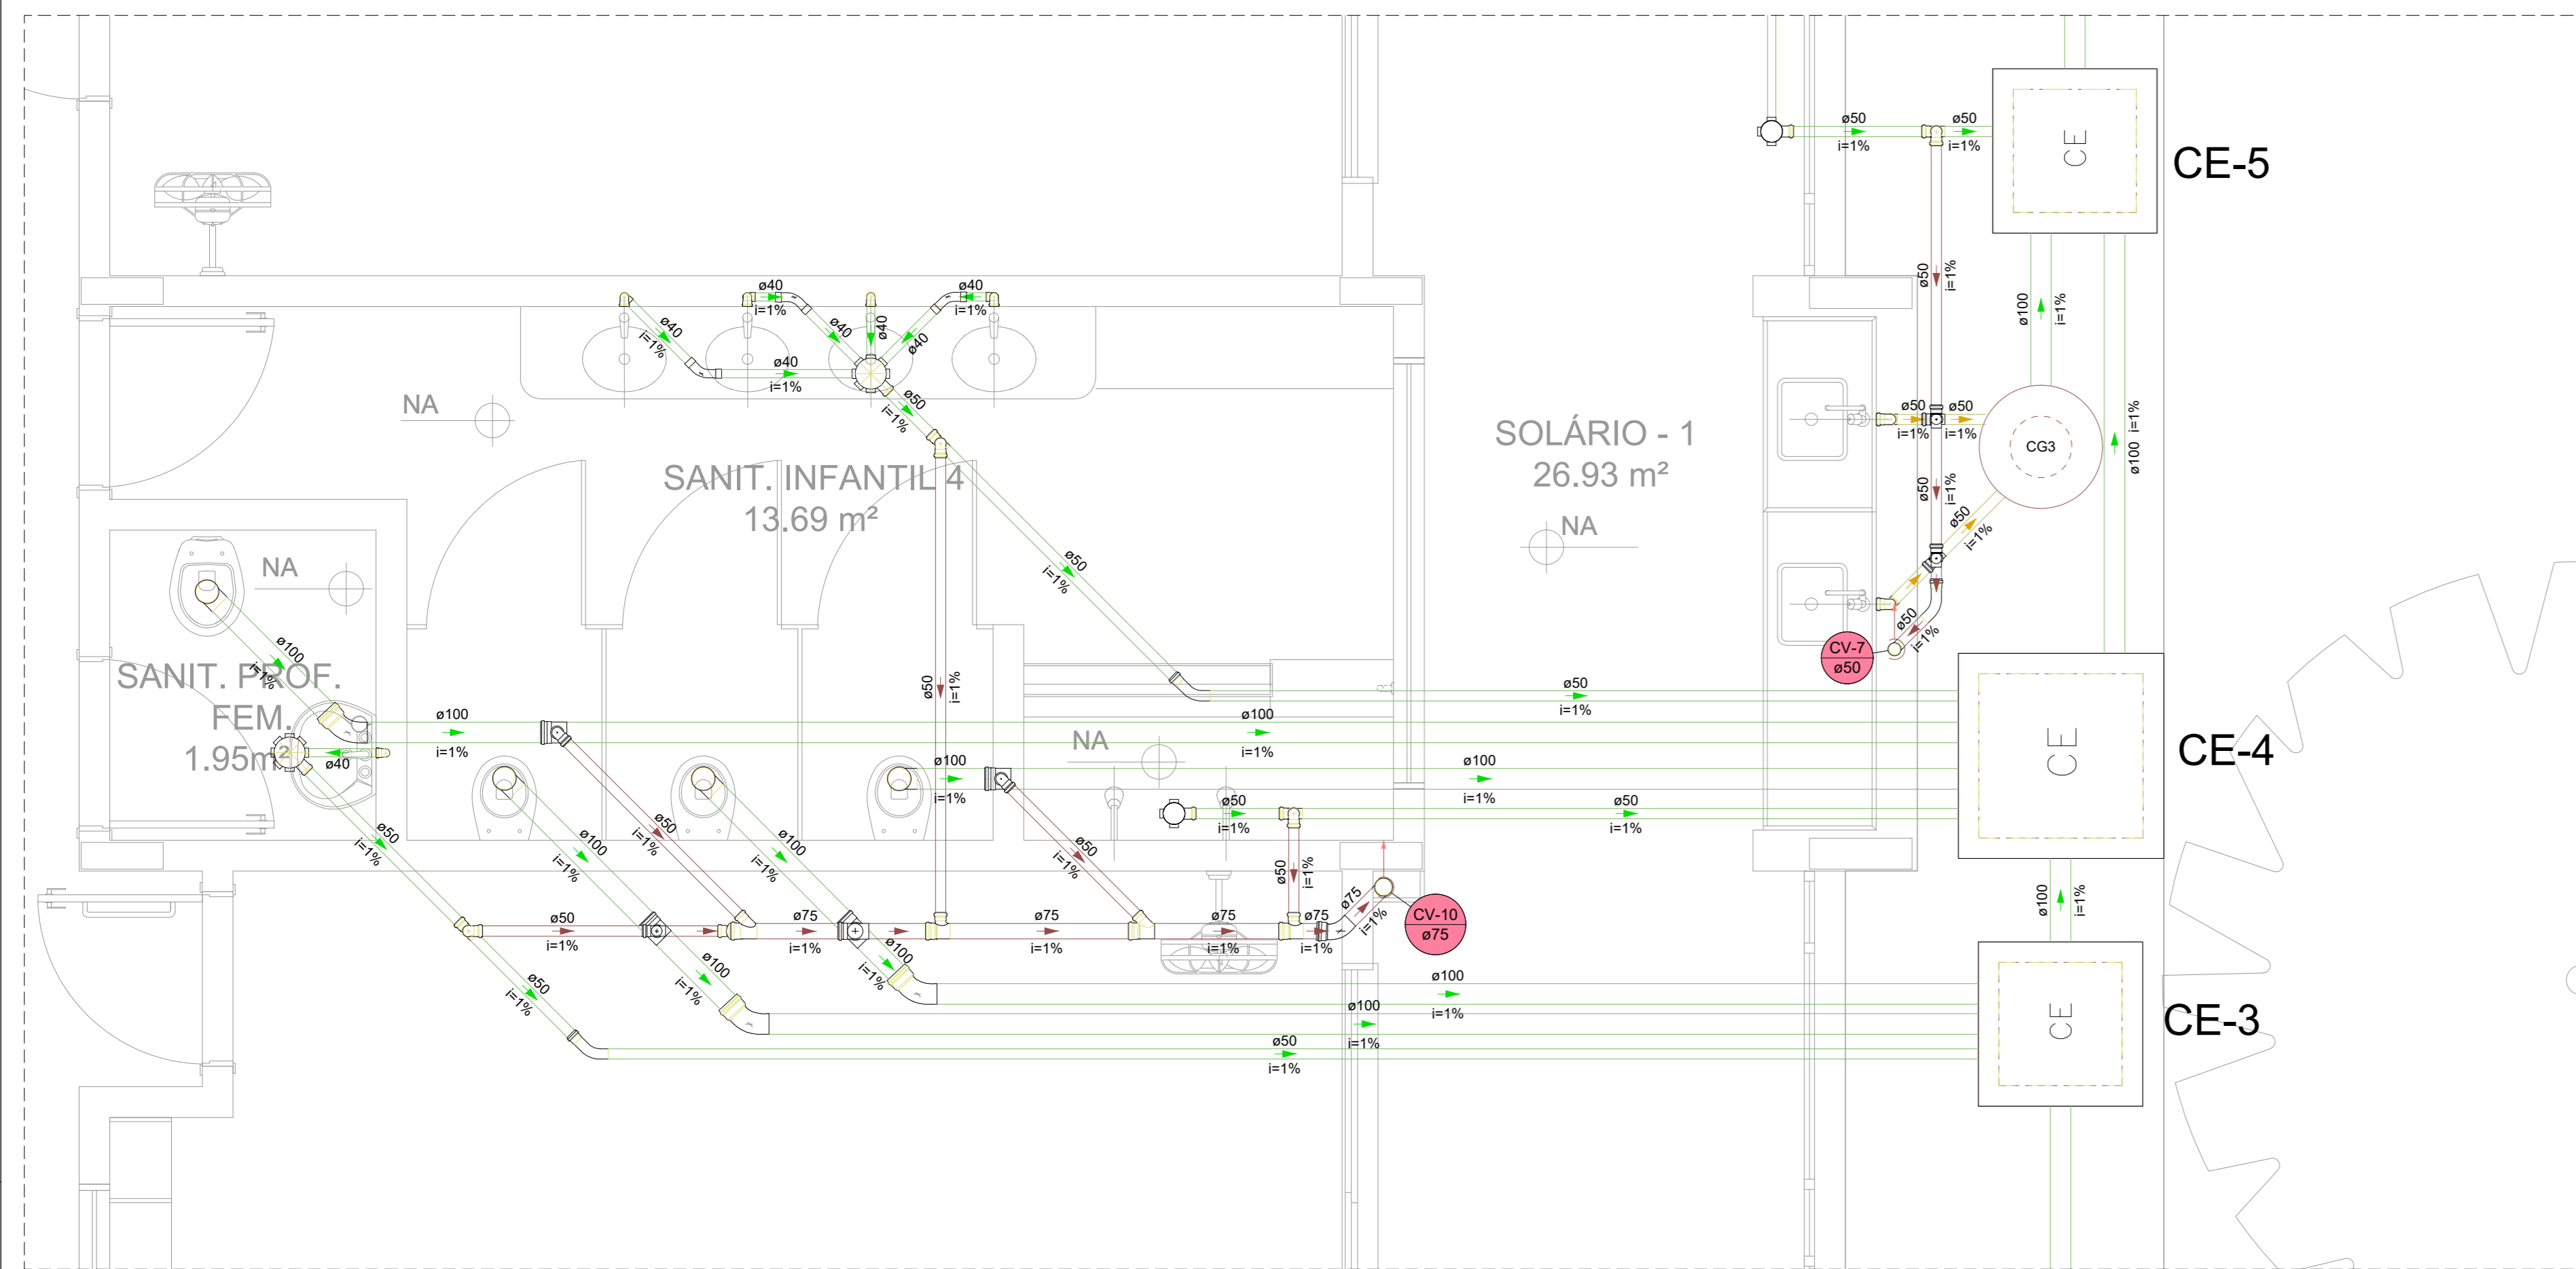 ø50
i=1%
ø50
i=1%
CE
CE-5
ø50
i=1%
ø100
i=1%
ø40
i=1%
ø40
i=1%
ø40
i=1%
ø40
ø40
ø40
ø40
i=1%
ø50
i=1%
NA
SANIT. INFANTIL 4
13.69 m²
SOLÁRIO - 1
26.93 m²
NA
ø50
i=1%
ø50
i=1%
CG3
ø100 i=1%
ø50
i=1%
ø50
i=1%
ø50
i=1%
NA
ø50
i=1%
CV-7
ø50
ø100
i=1%
SANIT. PROF.
FEM.
1.95m²
ø40
ø50
i=1%
ø50
i=1%
ø100
i=1%
ø100
i=1%
NA
ø100
i=1%
ø100
i=1%
CE
CE-4
ø50
i=1%
ø50
i=1%
ø50
i=1%
ø50
i=1%
ø100
i=1%
ø100
i=1%
ø50
i=1%
ø50
i=1%
ø75
i=1%
CV-10
ø75
ø100
i=1%
ø50
i=1%
ø75
i=1%
ø75
i=1%
ø75
i=1%
ø75
i=1%
ø100
i=1%
ø100
i=1%
ø50
i=1%
ø100
i=1%
ø100
i=1%
ø50
i=1%
CE
CE-3